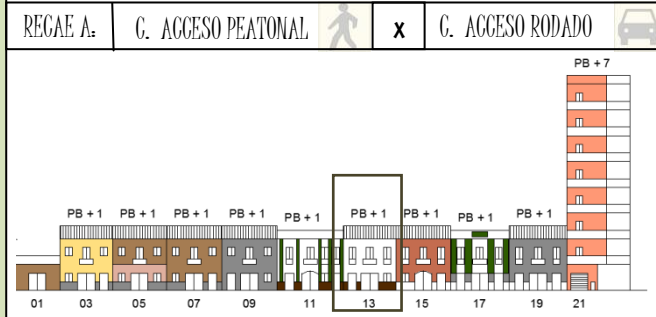 RECAE A: C. ACCESO PEATONAL X C. ACCESO RODADO
PB + 7
PB + 1 PB + 1 PB + 1 PB + 1 PB + 1 PB + 1 PB + 1 PB + 1 PB + 1
01 03 05 07 09 11 13 15 17 19 21